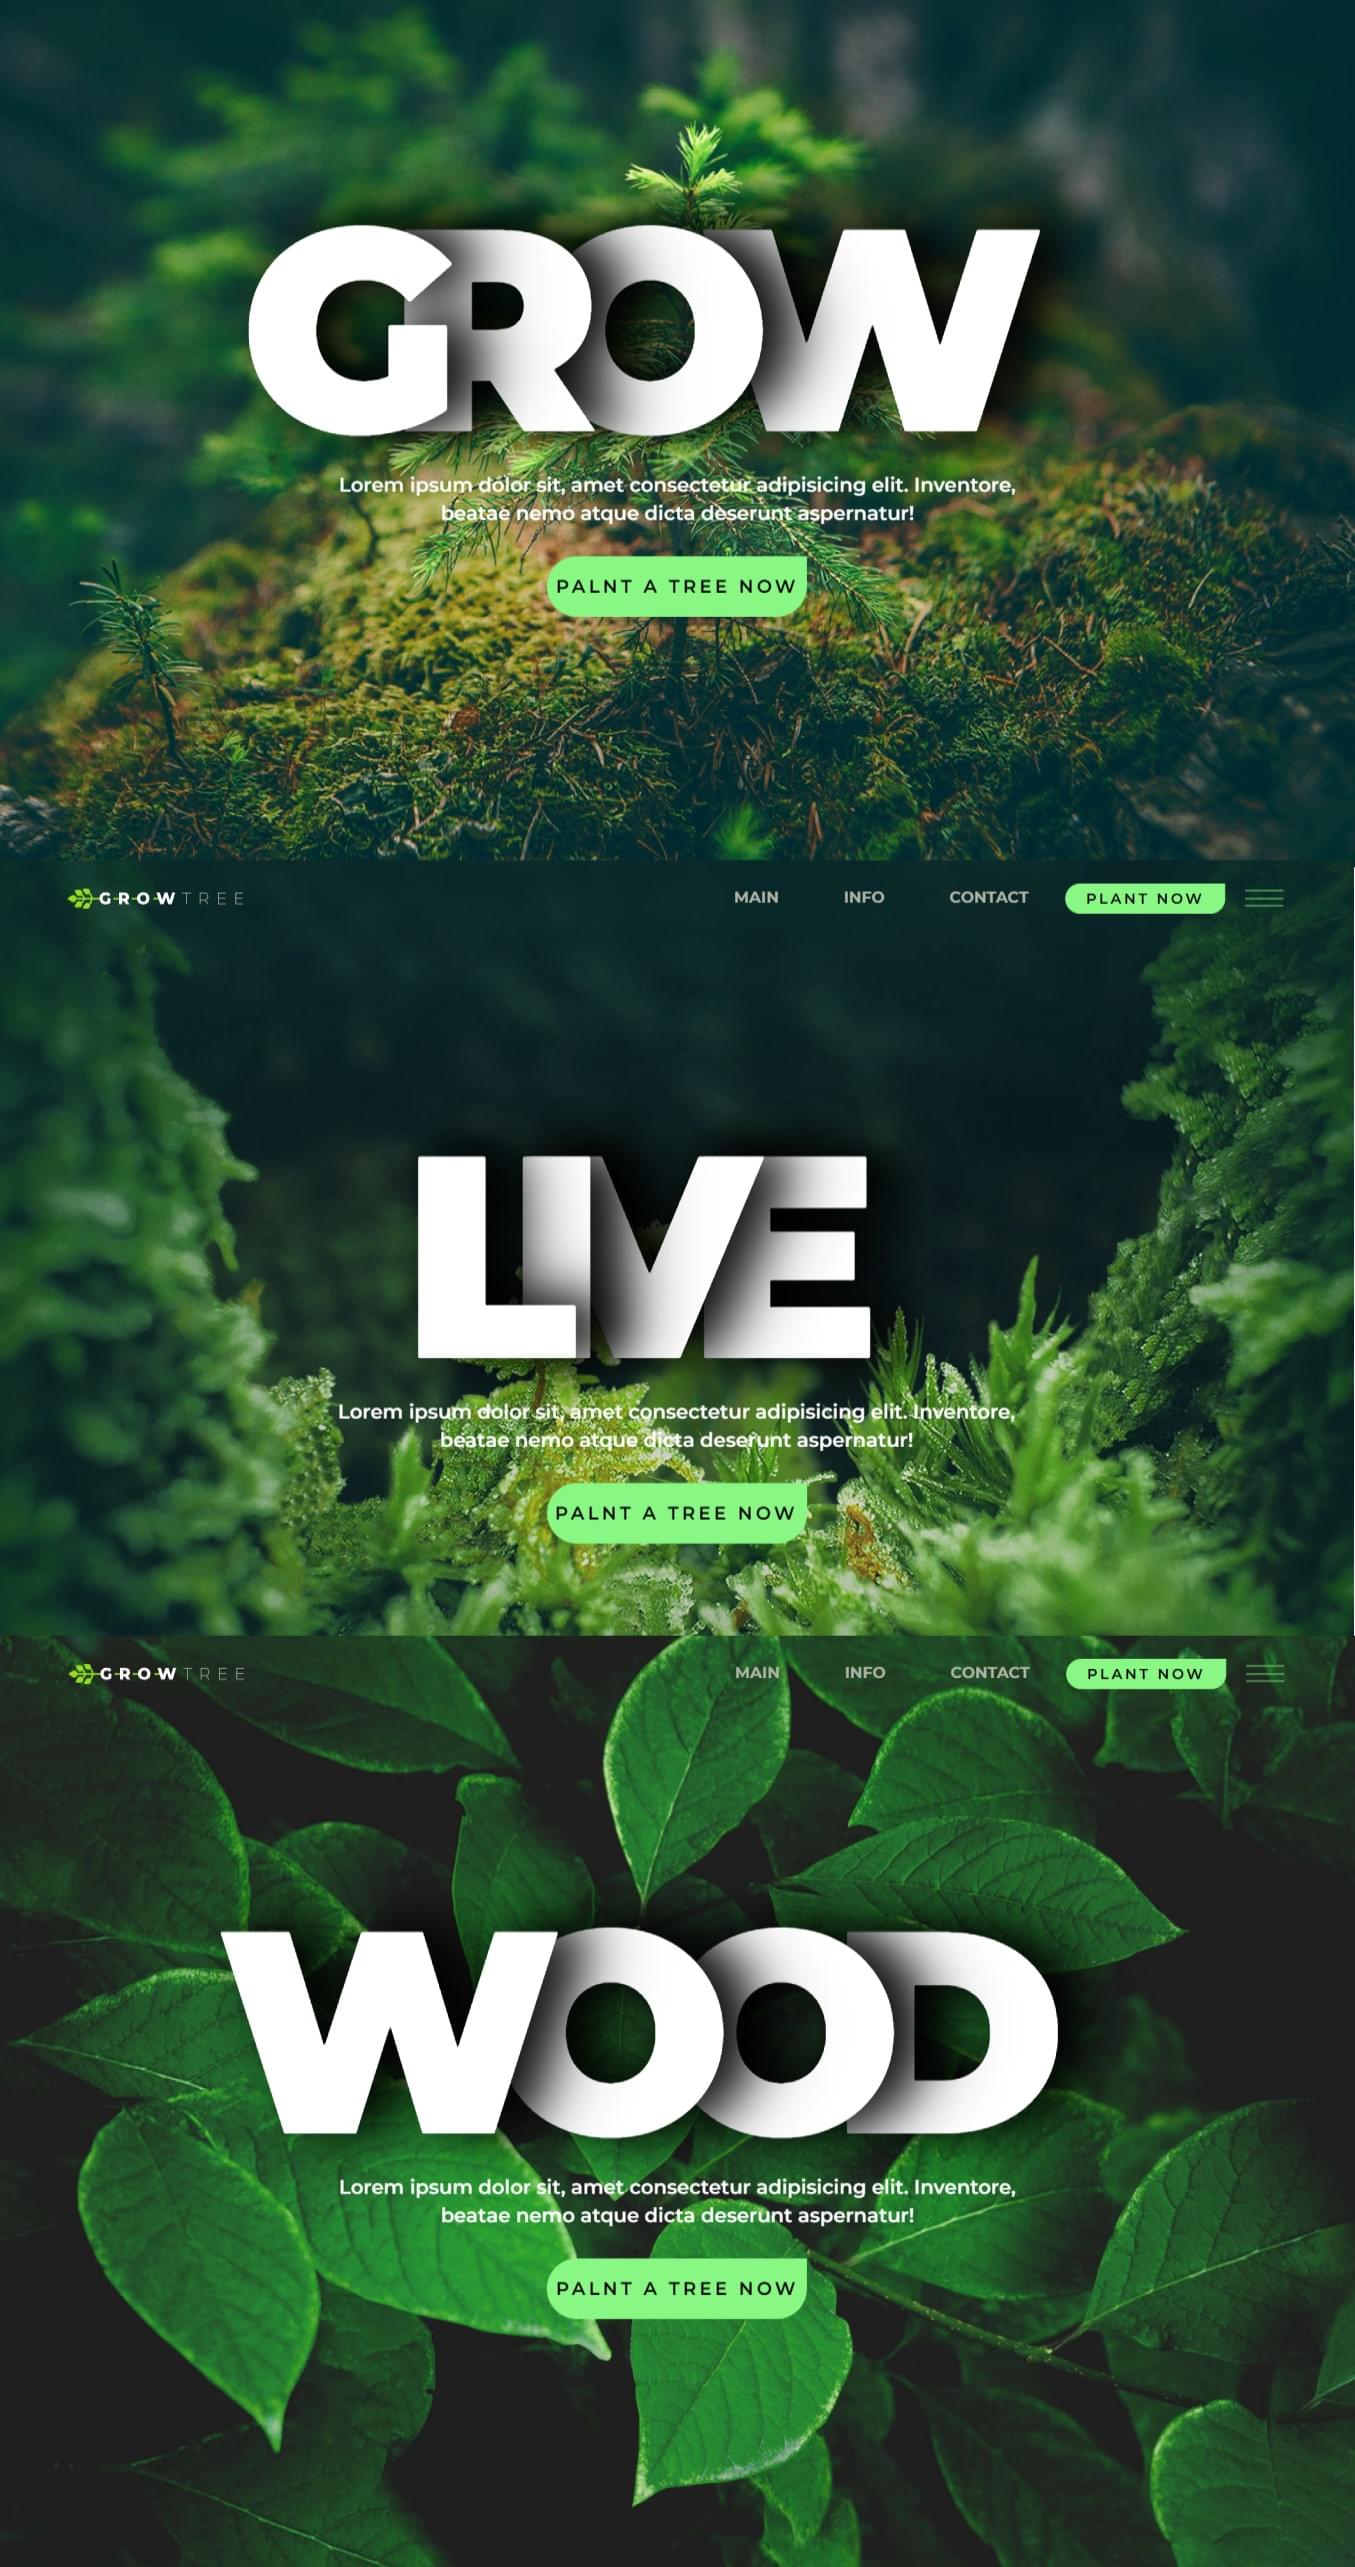 GROW
Lorem ipsum dolor sit, amet consectetur adipisicing elit. Inventore,
beatae nemo atque dicta deserunt aspernatur!
PALNT A TREE NOW
GROWTREE MAIN INFO CONTACT PLANT NOW
LIVE
Lorem ipsum dolor sit, amet consectetur adipisicing elit. Inventore,
beatae nemo atque dicta deserunt aspernatur!
PALNT A TREE NOW
GROWTREE MAIN INFO CONTACT PLANT NOW
WOOD
Lorem ipsum dolor sit, amet consectetur adipisicing elit. Inventore,
beatae nemo atque dicta deserunt aspernatur!
PALNT A TREE NOW